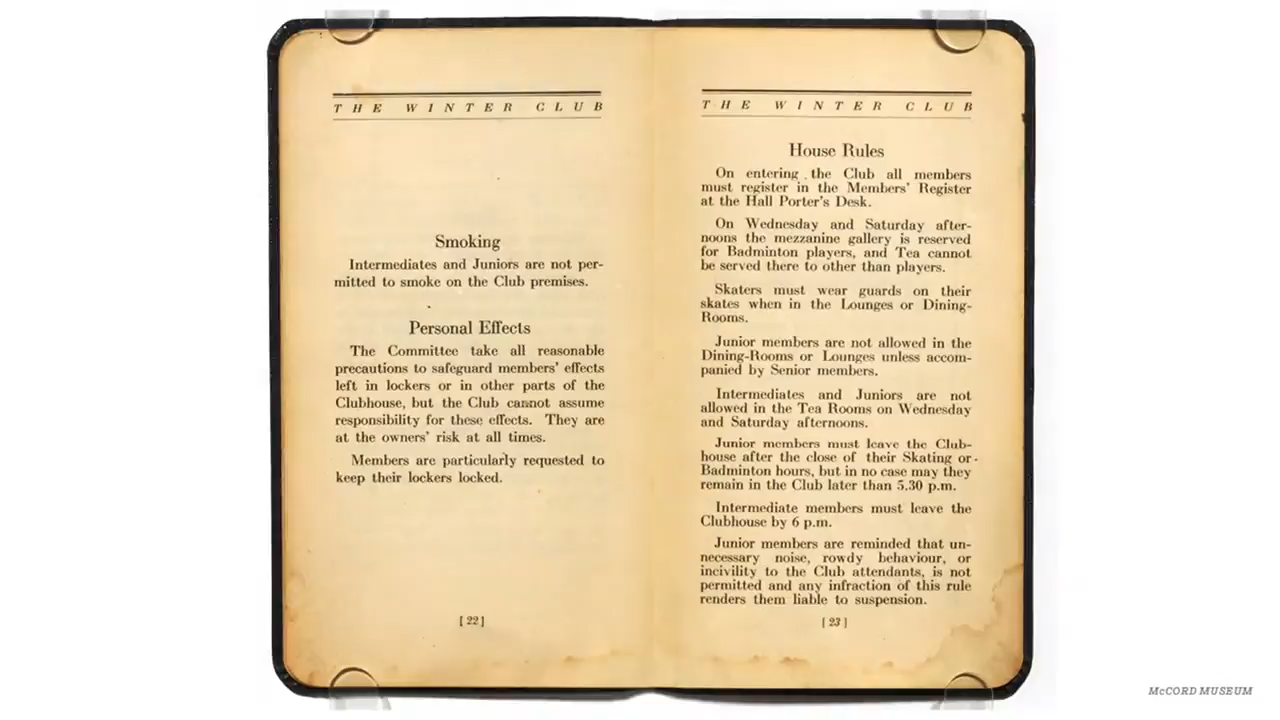 THE WINTER CLUB
Smoking
Intermediates and Juniors are not per-
mitted to smoke on the Club premises.
Personal Effects
The Committee take all reasonable
precautions to safeguard members' effects
left in lockers or in other parts of the
Clubhouse, but the Club cannot assume
responsibility for these effects. They are
at the owners' risk at all times.
Members are particularly requested to
keep their lockers locked.
[ 22 ]
THE WINTER CLUB
House Rules
On entering the Club all members
must register in the Members' Register
at the Hall Porter's Desk.
On Wednesday and Saturday after-
noons the mezzanine gallery is reserved
for Badminton players, and Tea cannot
be served there to other than players.
Skaters must wear guards on their
skates when in the Lounges or Dining-
Rooms.
Junior members are not allowed in the
Dining-Rooms or Lounges unless accom-
panied by Senior members.
Intermediates and Juniors are not
allowed in the Tea Rooms on Wednesday
and Saturday afternoons.
Junior members must leave the Club-
house after the close of their Skating or
Badminton hours, but in no case may they
remain in the Club later than 5.30 p.m.
Intermediate members must leave the
Clubhouse by 6 p.m.
Junior members are reminded that un-
necessary noise, rowdy behaviour, or
incivility to the Club attendants, is not
permitted and any infraction of this rule
renders them liable to suspension.
[ 23 ]
McCORD MUSEUM